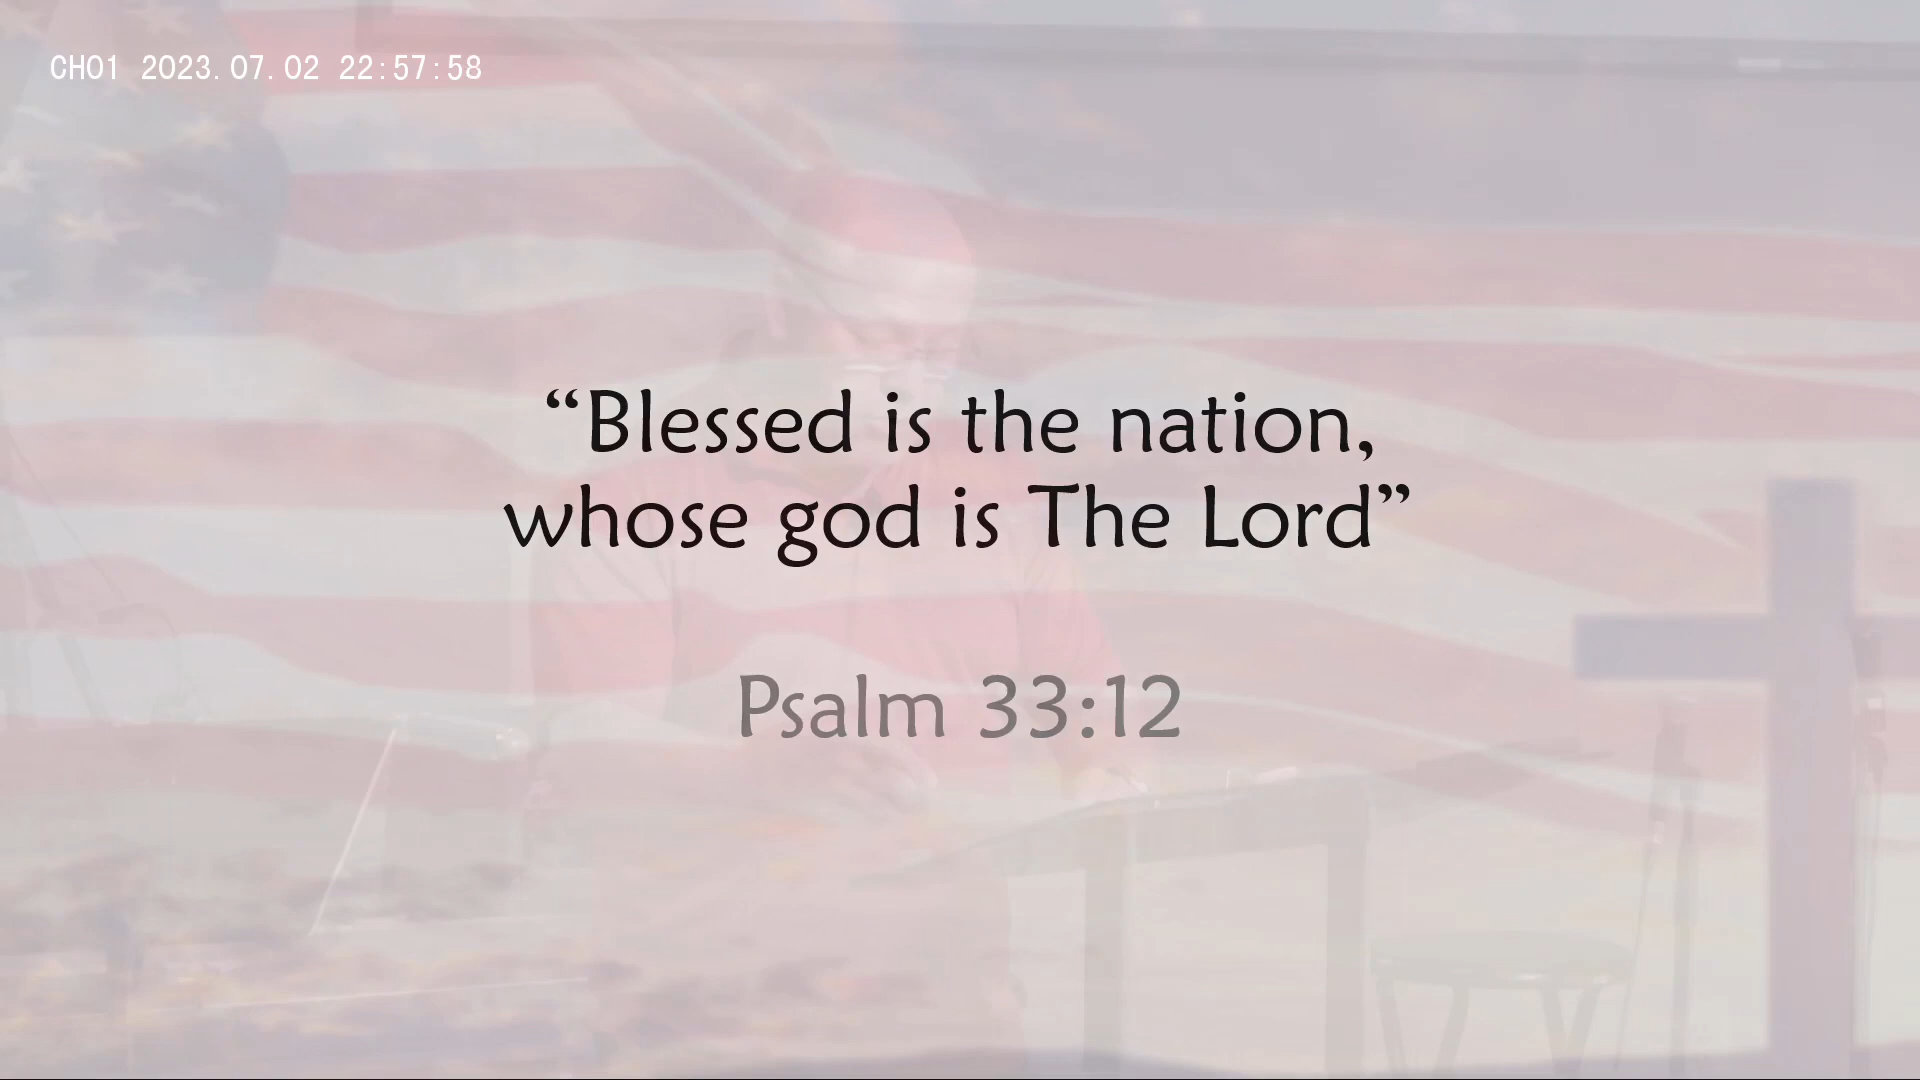 CH01 2023.07.02 22:57:58
“Blessed is the nation,
whose god is The Lord”
Psalm 33:12